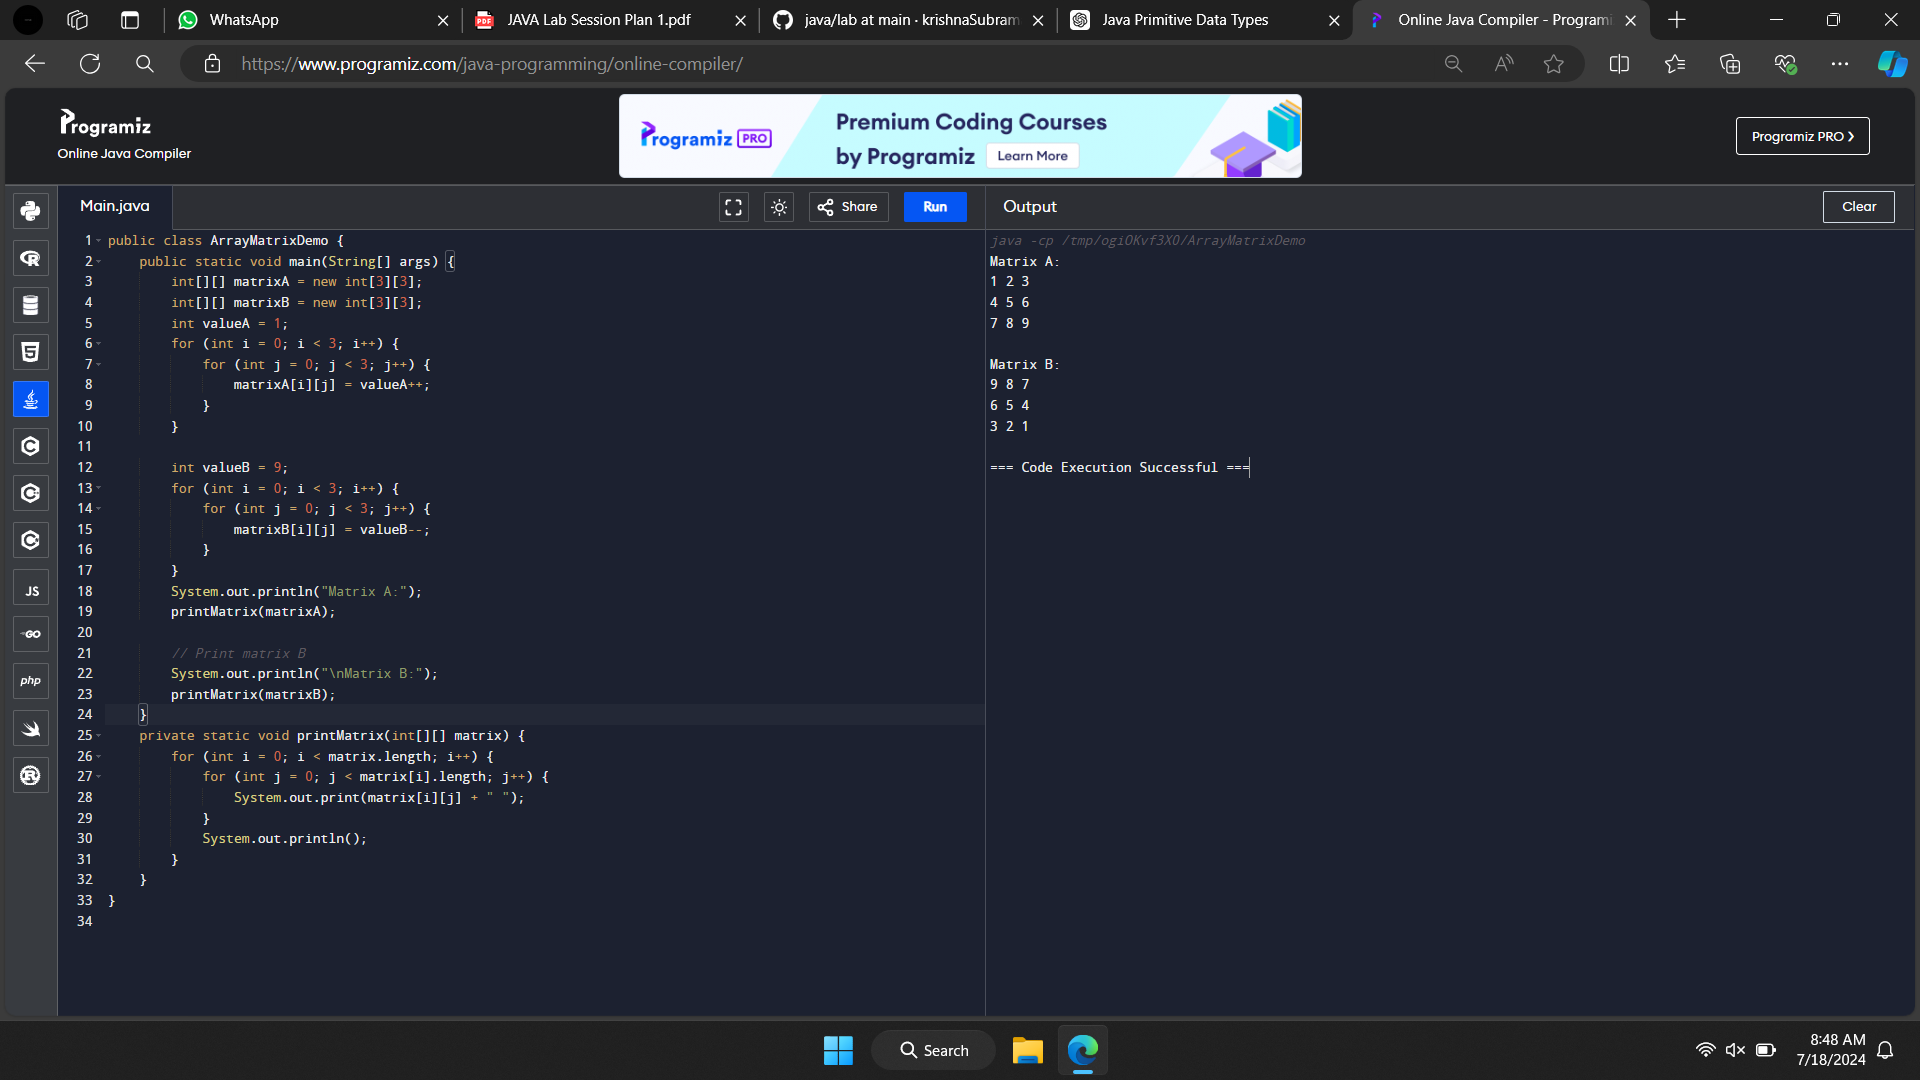 WhatsApp
JAVA Lab Session Plan 1.pdf
java/lab at main · krishnaSubram
Java Primitive Data Types
Online Java Compiler - Programi
https://www.programiz.com/java-programming/online-compiler/
Programiz
Online Java Compiler
Programiz PRO
Premium Coding Courses
by Programiz
Learn More
Programiz PRO
Main.java
Share
Run
Output
Clear
1 public class ArrayMatrixDemo {
2 public static void main(String[] args) {
3 int[][] matrixA = new int[3][3];
4 int[][] matrixB = new int[3][3];
5 int valueA = 1;
6 for (int i = 0; i < 3; i++) {
7 for (int j = 0; j < 3; j++) {
8 matrixA[i][j] = valueA++;
9 }
10 }
11
12 int valueB = 9;
13 for (int i = 0; i < 3; i++) {
14 for (int j = 0; j < 3; j++) {
15 matrixB[i][j] = valueB--;
16 }
17 }
18 System.out.println("Matrix A:");
19 printMatrix(matrixA);
20
21 // Print matrix B
22 System.out.println("\nMatrix B:");
23 printMatrix(matrixB);
24 }
25 private static void printMatrix(int[][] matrix) {
26 for (int i = 0; i < matrix.length; i++) {
27 for (int j = 0; j < matrix[i].length; j++) {
28 System.out.print(matrix[i][j] + " ");
29 }
30 System.out.println();
31 }
32 }
33 }
34
java -cp /tmp/ogiOKvf3X0/ArrayMatrixDemo
Matrix A:
1 2 3
4 5 6
7 8 9
Matrix B:
9 8 7
6 5 4
3 2 1
=== Code Execution Successful ===
JS
GO
php
Search
8:48 AM
7/18/2024